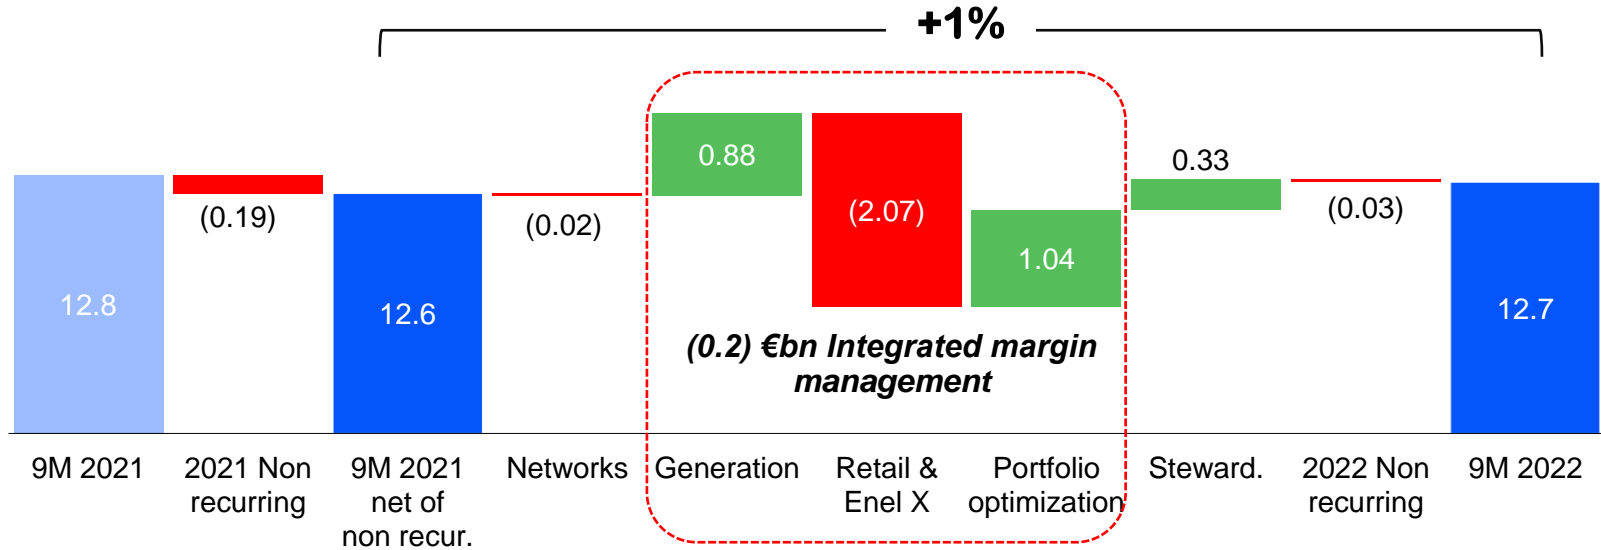 +1%
0.88
0.33
(0.19)
(0.02)
(2.07)
(0.03)
1.04
12.8
12.6
12.7
(0.2) €bn Integrated margin
management
9M 2021
2021 Non
recurring
9M 2021
net of
non recur.
Networks
Generation
Retail &
Enel X
Portfolio
optimization
Steward.
2022 Non
recurring
9M 2022